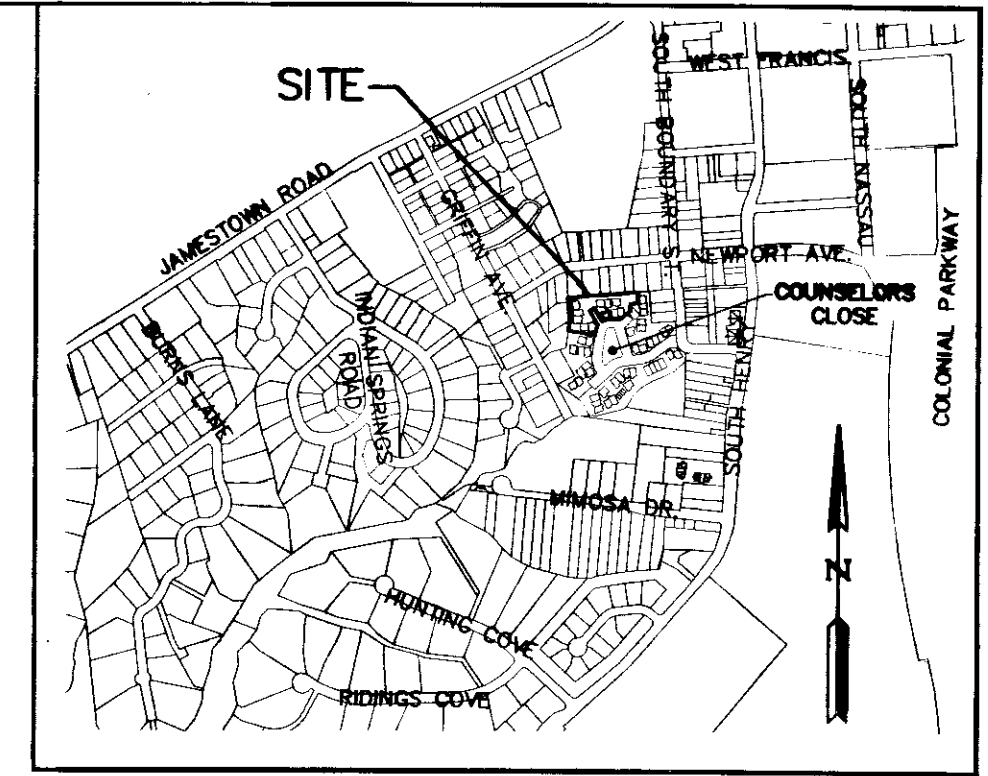 SITE
WEST FRANCIS
SOUTH BOUNDARY ST
SOUTH NASSAU
JAMESTOWN ROAD
GRIFFIN AVE
NEWPORT AVE.
COLONIAL PARKWAY
COUNSELORS
CLOSE
INDIAN SPRINGS
ROAD
BURNS LANE
SOUTH HENRY
MIMOSA DR.
N
HUNTING COVE
RIDINGS COVE